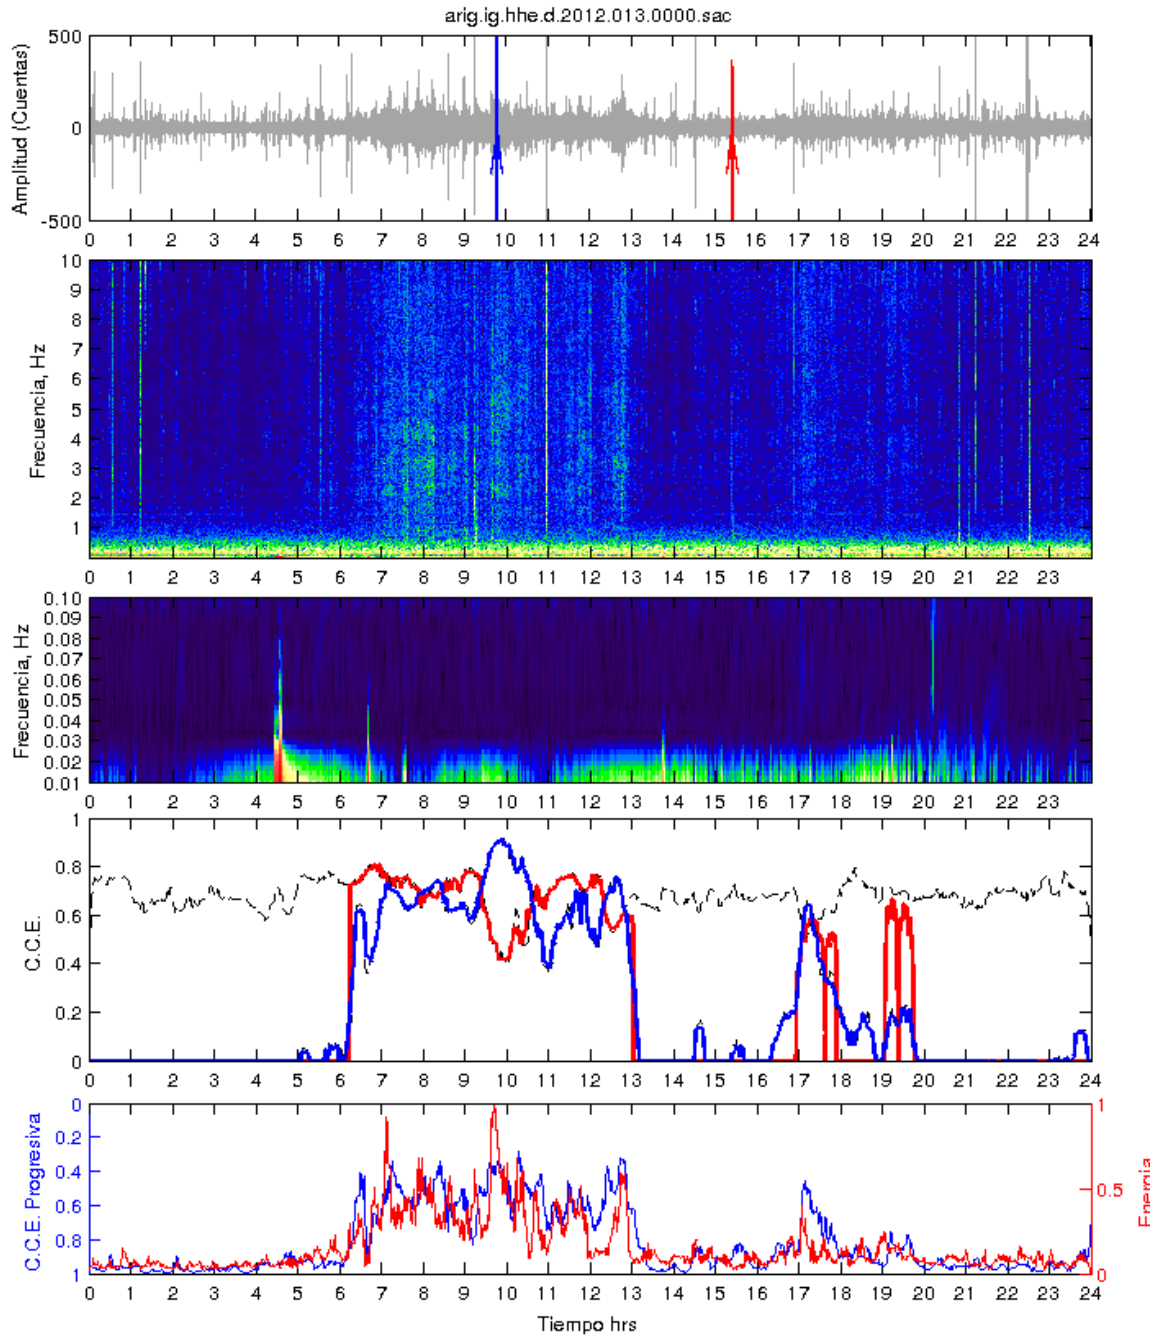 arig.ig.hhe.d.2012.013.0000.sac
Amplitud (Cuentas)
500
0
-500
0 1 2 3 4 5 6 7 8 9 10 11 12 13 14 15 16 17 18 19 20 21 22 23 24
Frecuencia, Hz
10
9
8
7
6
5
4
3
2
1
0 1 2 3 4 5 6 7 8 9 10 11 12 13 14 15 16 17 18 19 20 21 22 23
Frecuencia, Hz
0.10
0.09
0.08
0.07
0.06
0.05
0.04
0.03
0.02
0.01
0 1 2 3 4 5 6 7 8 9 10 11 12 13 14 15 16 17 18 19 20 21 22 23
C.C.E.
1
0.8
0.6
0.4
0.2
0
0 1 2 3 4 5 6 7 8 9 10 11 12 13 14 15 16 17 18 19 20 21 22 23 24
C.C.E. Progresiva
0
0.2
0.4
0.6
0.8
1
1
0.5
0
Energia
0 1 2 3 4 5 6 7 8 9 10 11 12 13 14 15 16 17 18 19 20 21 22 23 24
Tiempo hrs